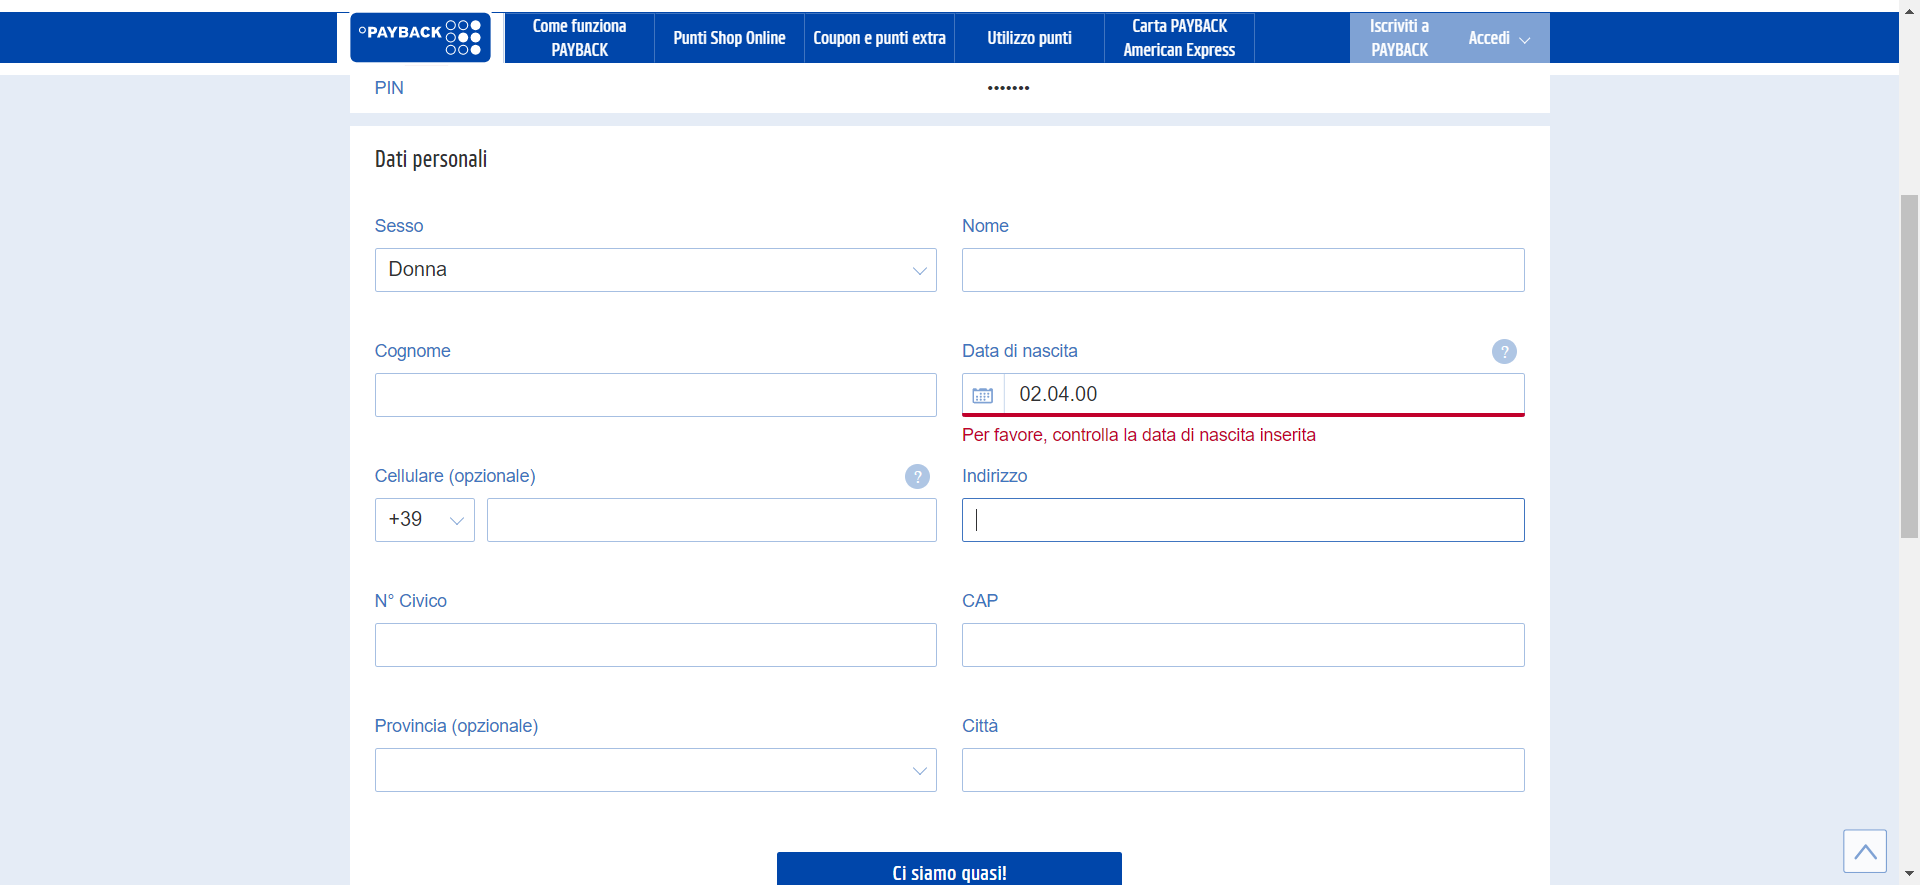 PAYBACK
Come funziona
PAYBACK
Punti Shop Online
Coupon e punti extra
Utilizzo punti
Carta PAYBACK
American Express
Iscriviti a
PAYBACK
Accedi
PIN
•••••••
Dati personali
Sesso
Donna
Nome
Cognome
Data di nascita
?
02.04.00
Per favore, controlla la data di nascita inserita
Cellulare (opzionale)
?
+39
Indirizzo
N° Civico
CAP
Provincia (opzionale)
Città
Ci siamo quasi!